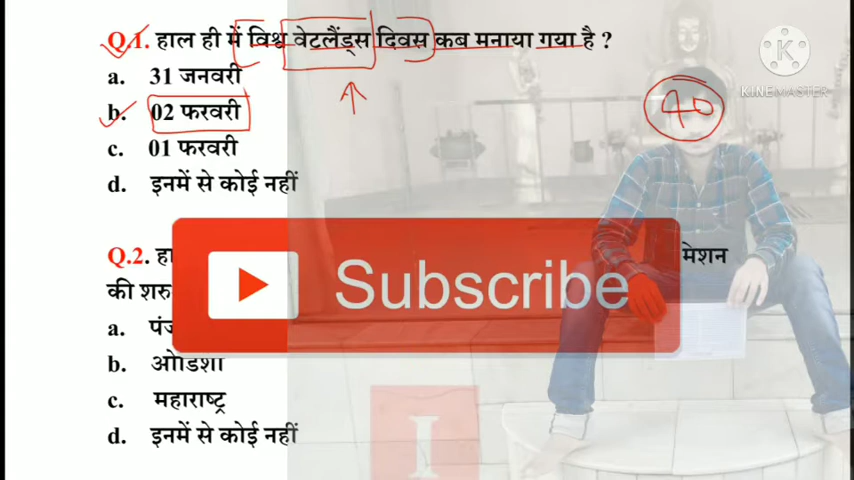 Q.1. हाल ही में विश्व वेटलैंड्स दिवस कब मनाया गया है ?
a. 31 जनवरी
b. 02 फरवरी
c. 01 फरवरी
d. इनमें से कोई नहीं
40
KINEMASTER
Q.2. हा मेशन
की शरु
Subscribe
a.
b. ओडिशा
c. महाराष्ट्र
d. इनमें से कोई नहीं
I